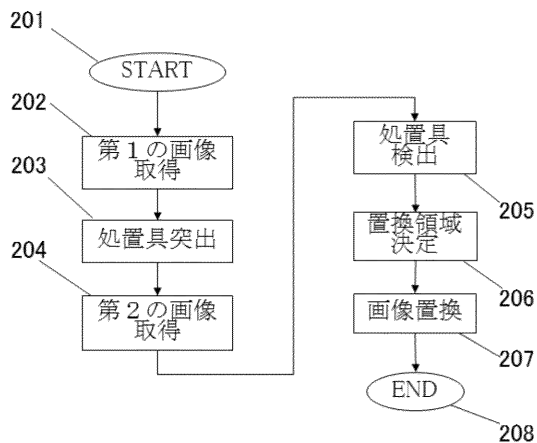 201
START
202
第1の画像
取得
203
処置具突出
204
第2の画像
取得
処置具
検出
205
置換領域
決定
206
画像置換
207
END
208